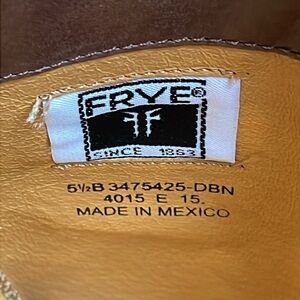 FRYE®
SINCE 1863
5½B 3475425-DBN
4015 E 15.
MADE IN MEXICO